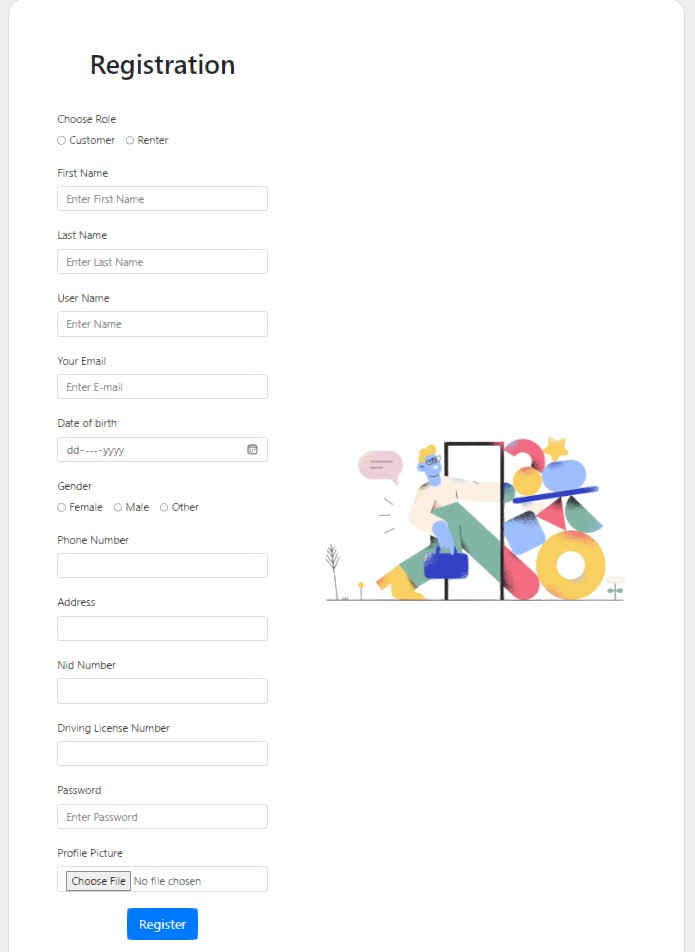 Registration
Choose Role
Customer Renter
First Name
Enter First Name
Last Name
Enter Last Name
User Name
Enter Name
Your Email
Enter E-mail
Date of birth
dd-----yyyy
Gender
Female Male Other
Phone Number
Address
Nid Number
Driving License Number
Password
Enter Password
Profile Picture
Choose File No file chosen
Register